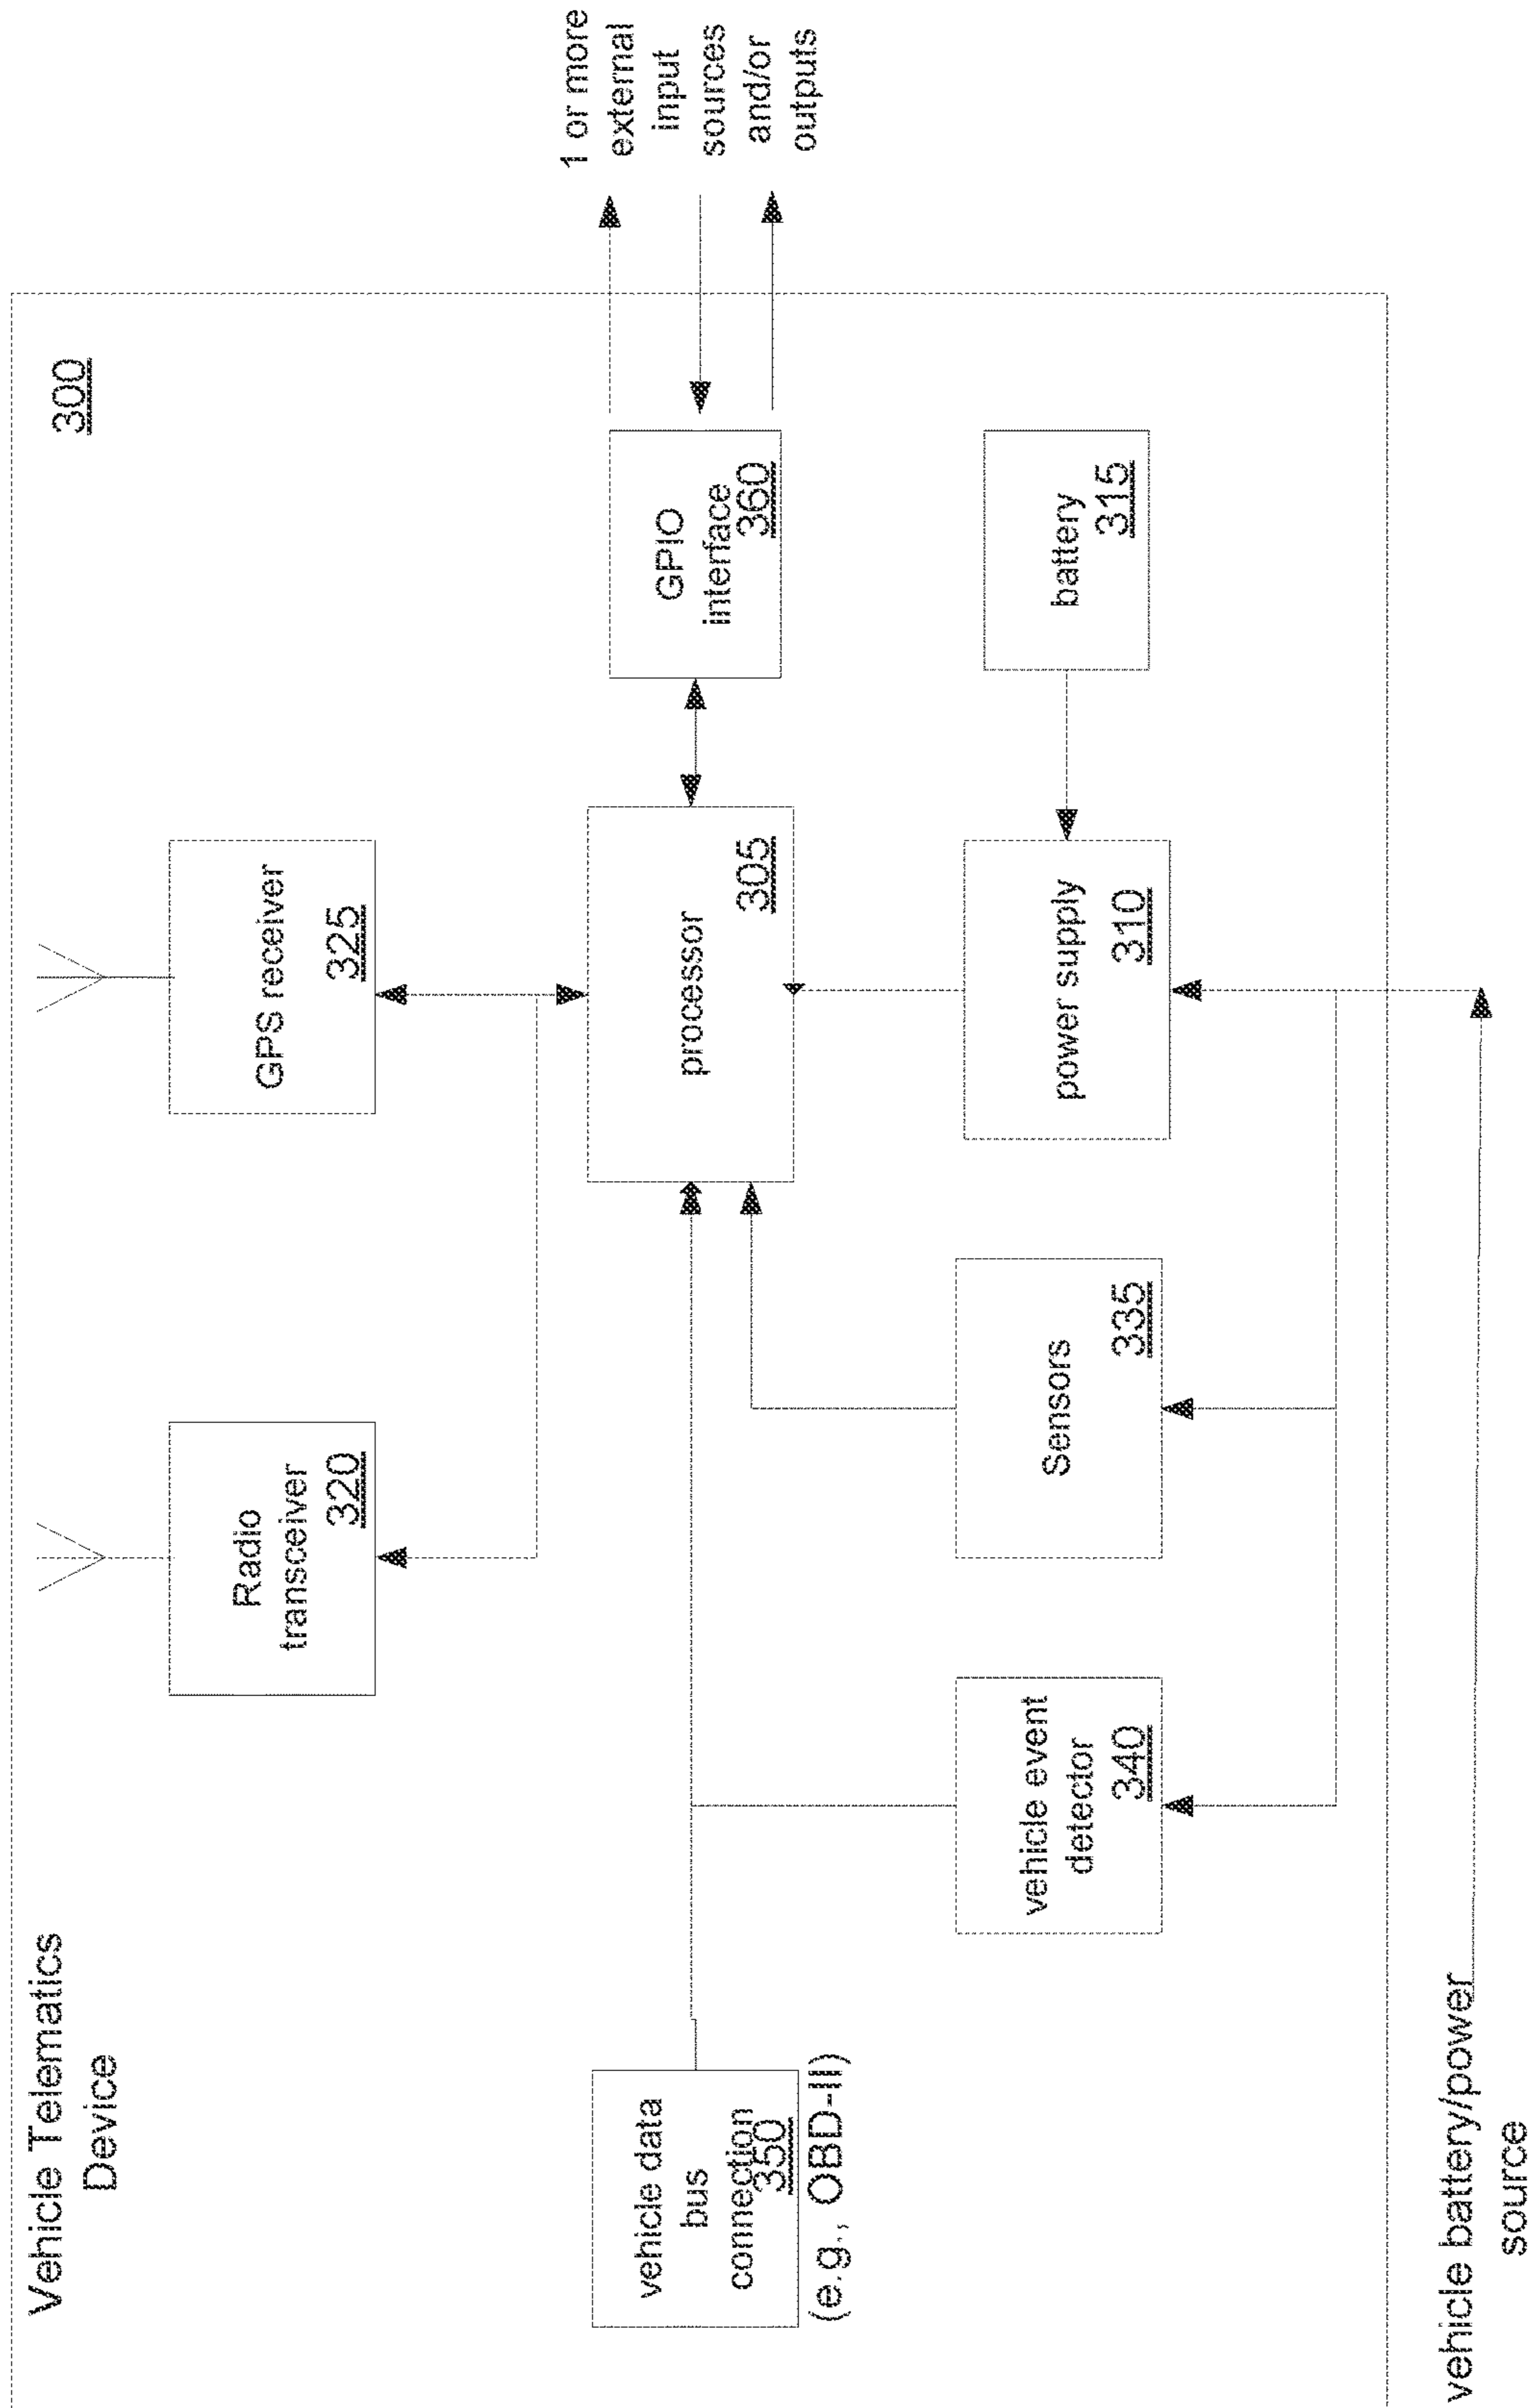 Vehicle Telematics
Device
300
Radio
transceiver
320
GPS receiver
325
vehicle data
bus
connection
350
(e.g., OBD-II)
processor
305
GPIO
interface
360
1 or more
external
input
sources
and/or
outputs
vehicle event
detector
340
Sensors
335
power supply
310
battery
315
vehicle battery/power
source